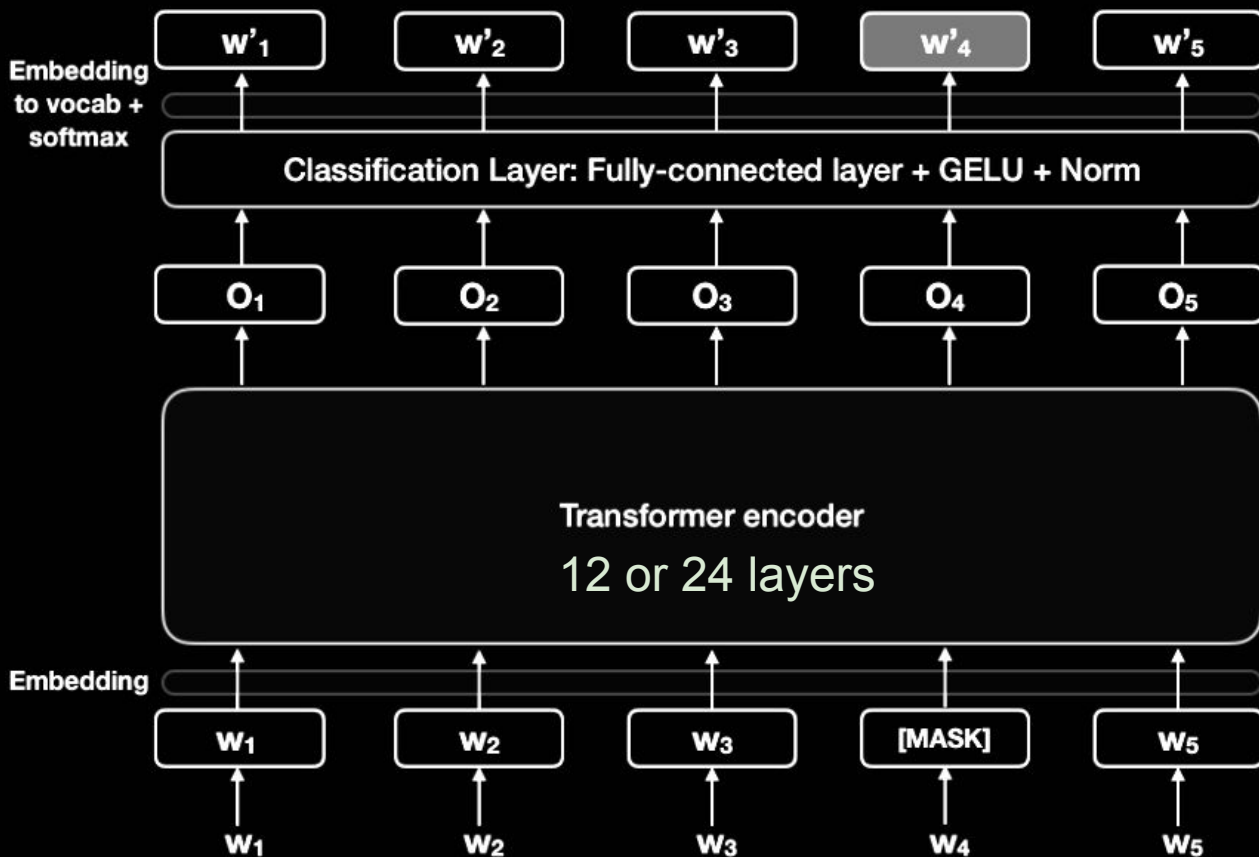 w’1 w’2 w’3 w’4 w’5
Embedding
to vocab +
softmax
Classification Layer: Fully-connected layer + GELU + Norm
O1 O2 O3 O4 O5
Transformer encoder
12 or 24 layers
Embedding
w1 w2 w3 [MASK] w5
w1 w2 w3 w4 w5